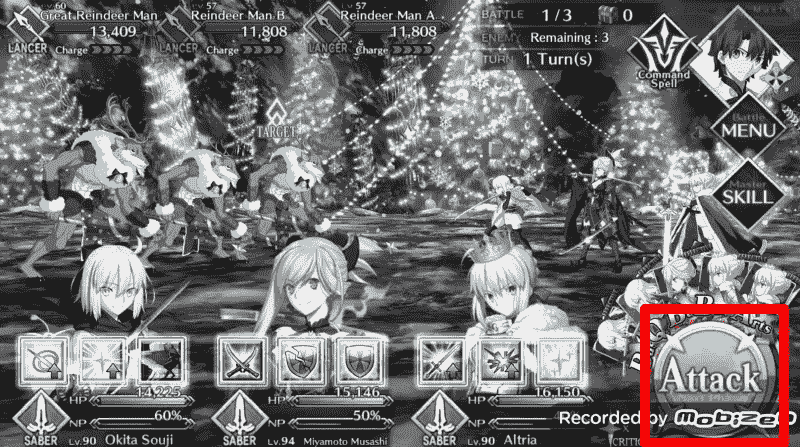 Lv.60
Great Reindeer Man
13,409
LANCER
Charge
Lv.57
Reindeer Man B
11,808
LANCER
Charge
Lv.57
Reindeer Man A
11,808
LANCER
Charge
BATTLE 1/3 0
ENEMY Remaining : 3
TURN 1 Turn(s)
Command
Spell
Battle
MENU
Master
SKILL
TARGET
Attack
14,225
HP
60%
NP
SABER
Lv.90 Okita Souji
15,146
HP
50%
NP
SABER
Lv.94 Miyamoto Musashi
16,150
HP
NP
SABER
Lv.90 Altria
Recorded by mobizen